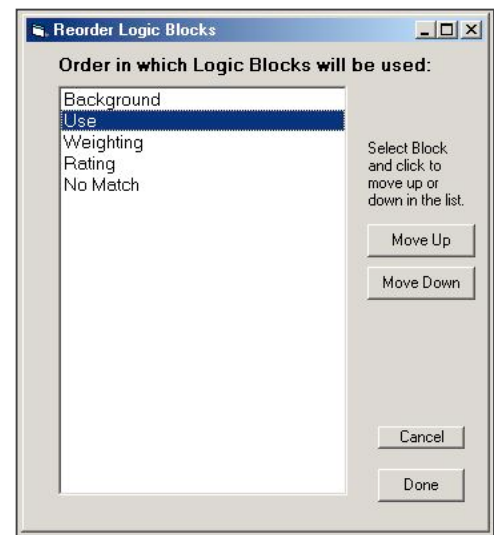 Reorder Logic Blocks
Order in which Logic Blocks will be used:
Background
Use
Weighting
Rating
No Match
Select Block
and click to
move up or
down in the list.
Move Up
Move Down
Cancel
Done